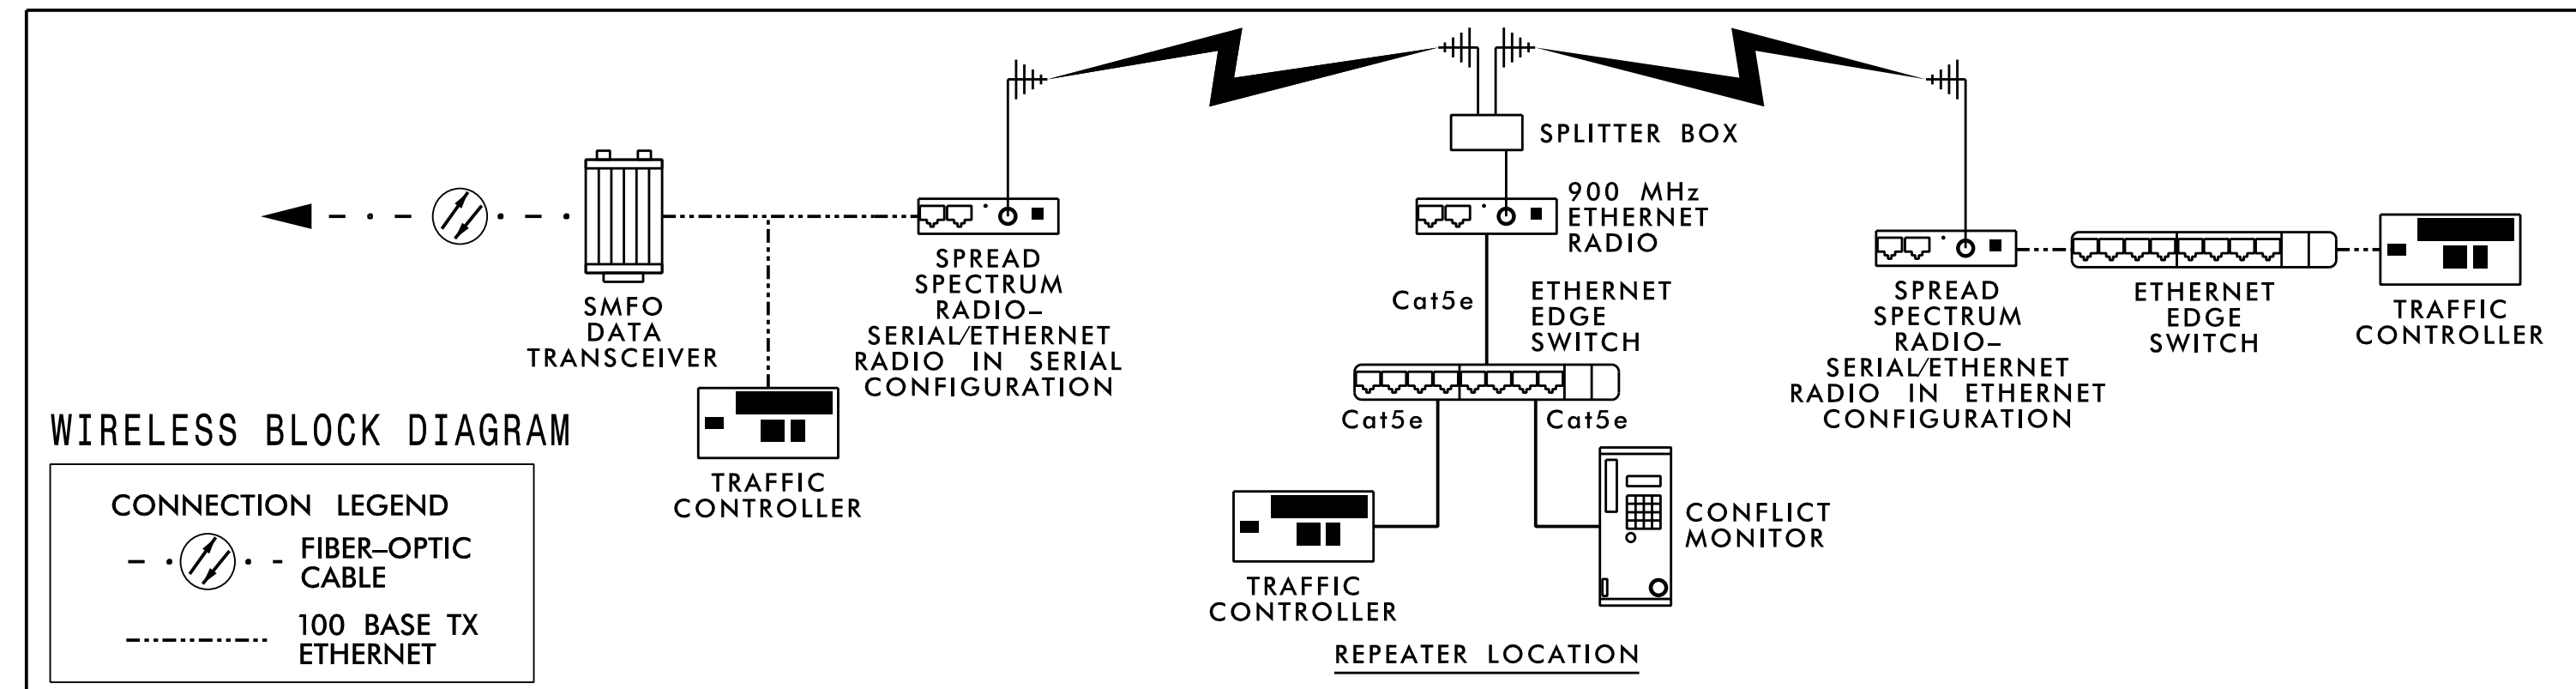 SPLITTER BOX
900 MHz
ETHERNET
RADIO
SMFO
DATA
TRANSCEIVER
SPREAD
SPECTRUM
RADIO–
SERIAL/ETHERNET
RADIO IN SERIAL
CONFIGURATION
Cat5e
ETHERNET
EDGE
SWITCH
SPREAD
SPECTRUM
RADIO–
SERIAL/ETHERNET
RADIO IN ETHERNET
CONFIGURATION
ETHERNET
EDGE
SWITCH
TRAFFIC
CONTROLLER
Cat5e
Cat5e
TRAFFIC
CONTROLLER
TRAFFIC
CONTROLLER
CONFLICT
MONITOR
REPEATER LOCATION
WIRELESS BLOCK DIAGRAM
CONNECTION LEGEND
FIBER–OPTIC
CABLE
100 BASE TX
ETHERNET